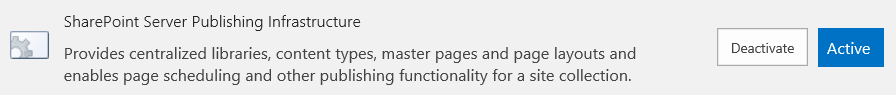 SharePoint Server Publishing Infrastructure
Provides centralized libraries, content types, master pages and page layouts and
enables page scheduling and other publishing functionality for a site collection.
Deactivate
Active